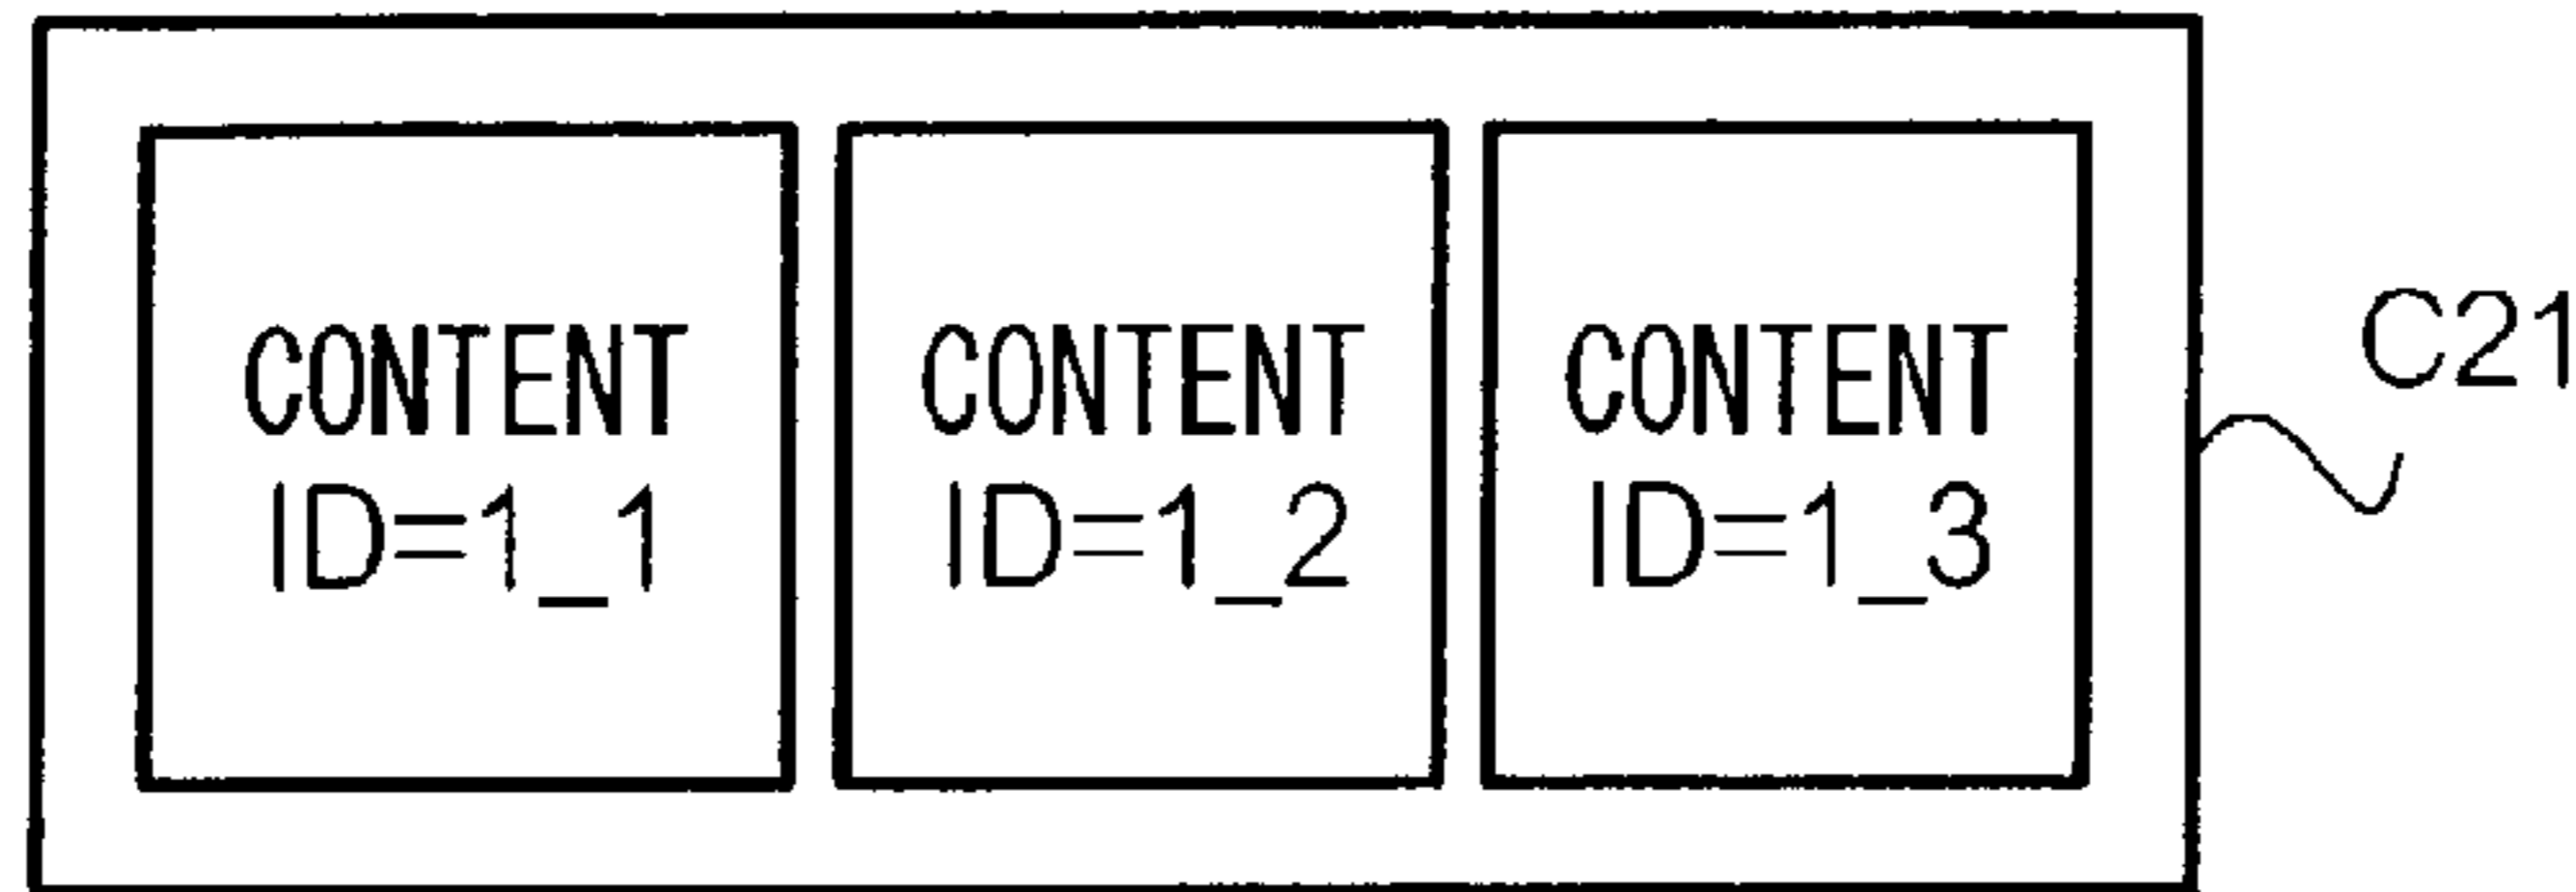 CONTENT
ID=1_1
CONTENT
ID=1_2
CONTENT
ID=1_3
C21